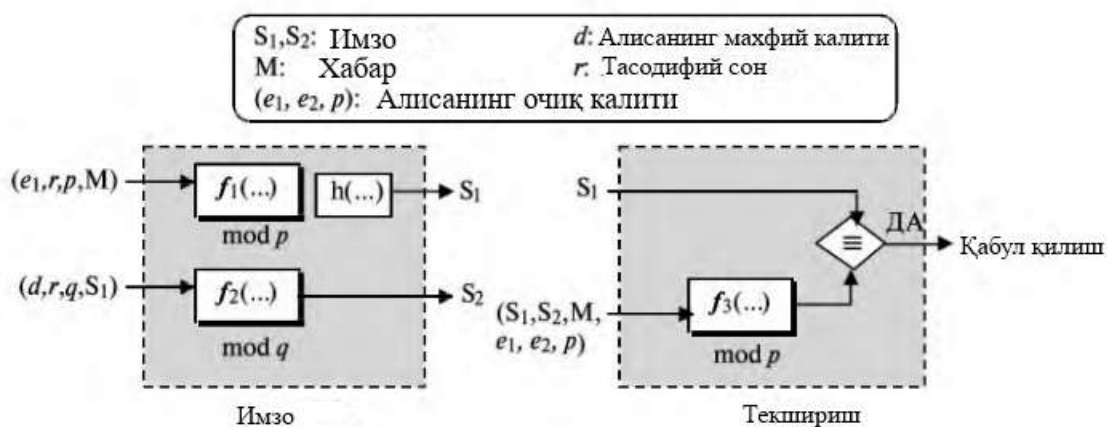 S₁,S₂: Имзо d: Алисанинг махфий калити
M: Хабар r: Тасодифий сон
(e₁, e₂, p): Алисанинг очиқ калити
(e₁,r,p,M) f₁(...) h(...) S₁
mod p
(d,r,q,S₁) f₂(...) S₂
mod q
Имзо
S₁
≡ ДА Қабул қилиш
(S₁,S₂,M, f₃(...)
e₁, e₂, p)
mod p
Текшириш